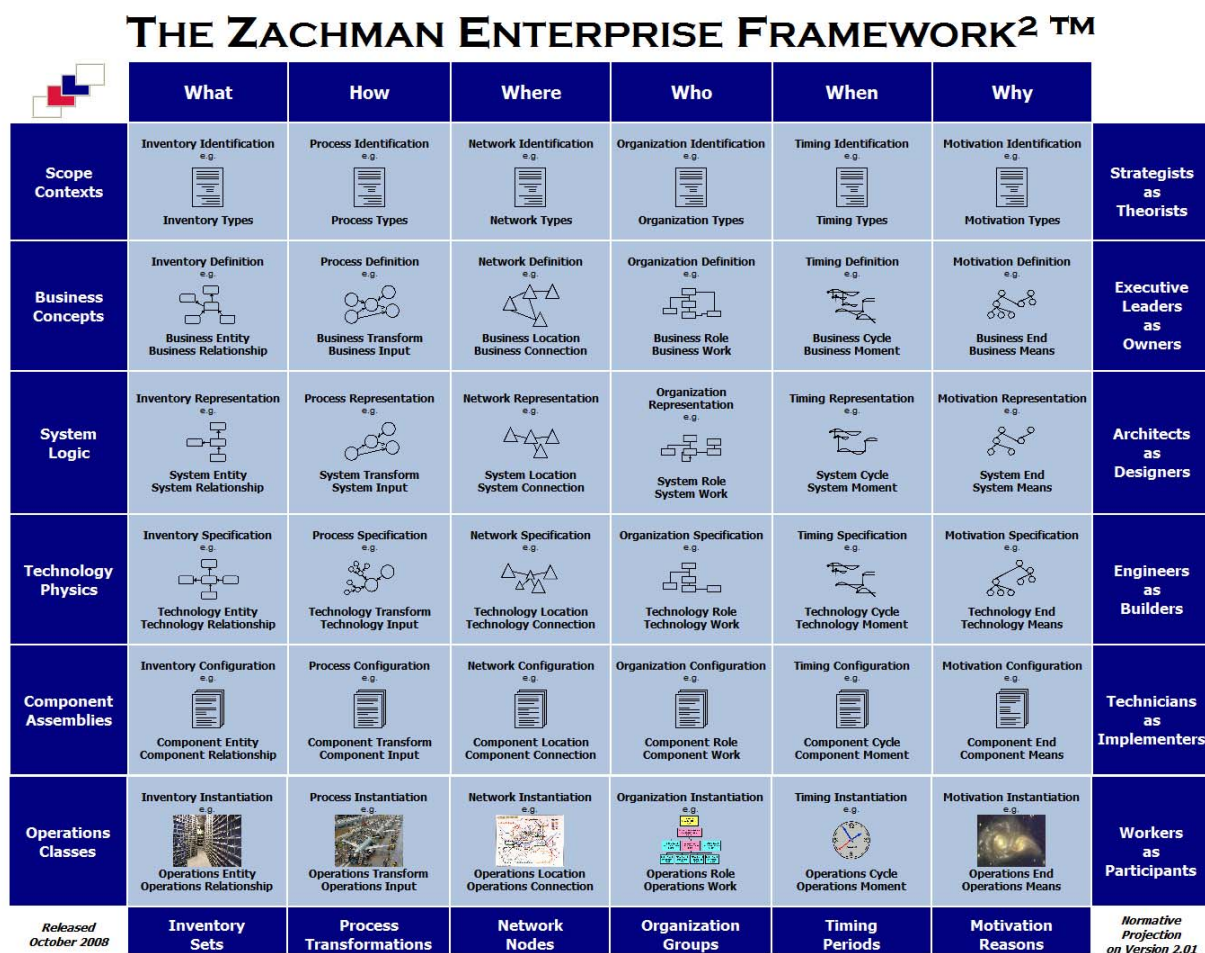 THE ZACHMAN ENTERPRISE FRAMEWORK² ™
What How Where Who When Why
Scope
Contexts
Inventory Identification
e.g.
Inventory Types
Process Identification
e.g.
Process Types
Network Identification
e.g.
Network Types
Organization Identification
e.g.
Organization Types
Timing Identification
e.g.
Timing Types
Motivation Identification
e.g.
Motivation Types
Strategists
as
Theorists
Business
Concepts
Inventory Definition
e.g.
Business Entity
Business Relationship
Process Definition
e.g.
Business Transform
Business Input
Network Definition
e.g.
Business Location
Business Connection
Organization Definition
e.g.
Business Role
Business Work
Timing Definition
e.g.
Business Cycle
Business Moment
Motivation Definition
e.g.
Business End
Business Means
Executive
Leaders
as
Owners
System
Logic
Inventory Representation
e.g.
System Entity
System Relationship
Process Representation
e.g.
System Transform
System Input
Network Representation
e.g.
System Location
System Connection
Organization
Representation
e.g.
System Role
System Work
Timing Representation
e.g.
System Cycle
System Moment
Motivation Representation
e.g.
System End
System Means
Architects
as
Designers
Technology
Physics
Inventory Specification
e.g.
Technology Entity
Technology Relationship
Process Specification
e.g.
Technology Transform
Technology Input
Network Specification
e.g.
Technology Location
Technology Connection
Organization Specification
e.g.
Technology Role
Technology Work
Timing Specification
e.g.
Technology Cycle
Technology Moment
Motivation Specification
e.g.
Technology End
Technology Means
Engineers
as
Builders
Component
Assemblies
Inventory Configuration
e.g.
Component Entity
Component Relationship
Process Configuration
e.g.
Component Transform
Component Input
Network Configuration
e.g.
Component Location
Component Connection
Organization Configuration
e.g.
Component Role
Component Work
Timing Configuration
e.g.
Component Cycle
Component Moment
Motivation Configuration
e.g.
Component End
Component Means
Technicians
as
Implementers
Operations
Classes
Inventory Instantiation
e.g.
Operations Entity
Operations Relationship
Process Instantiation
e.g.
Operations Transform
Operations Input
Network Instantiation
e.g.
Operations Location
Operations Connection
Organization Instantiation
e.g.
Operations Role
Operations Work
Timing Instantiation
e.g.
Operations Cycle
Operations Moment
Motivation Instantiation
e.g.
Operations End
Operations Means
Workers
as
Participants
Released
October 2008
Inventory
Sets
Process
Transformations
Network
Nodes
Organization
Groups
Timing
Periods
Motivation
Reasons
Normative
Projection
on Version 2.01